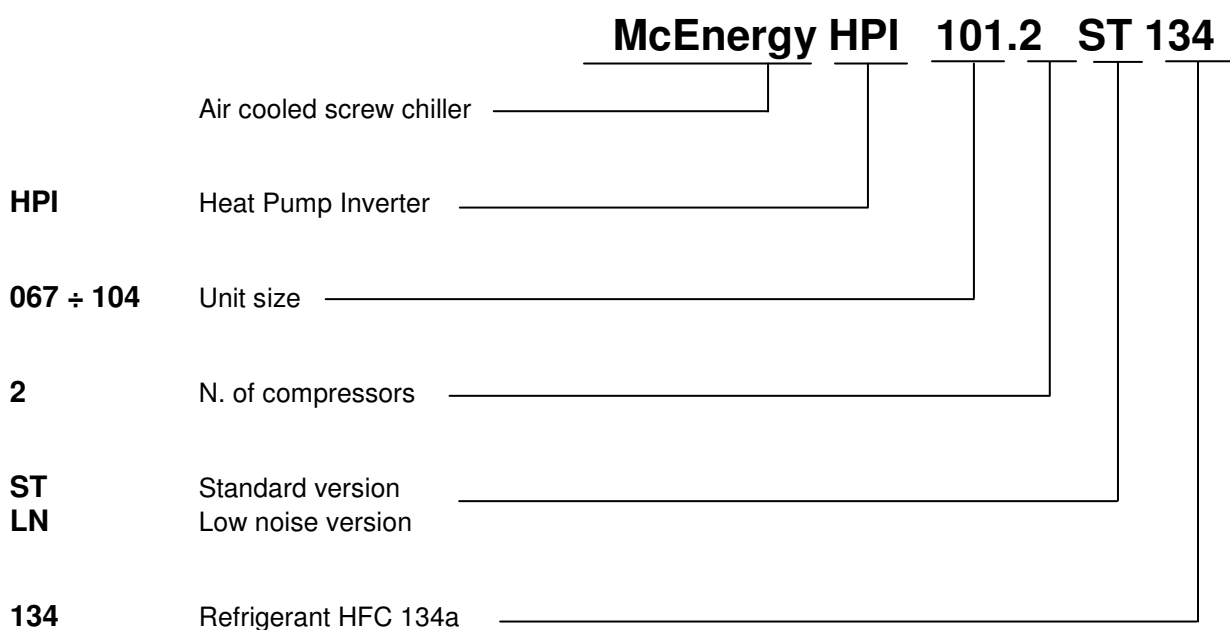 McEnergy HPI 101.2 ST 134
Air cooled screw chiller
HPI Heat Pump Inverter
067 ÷ 104 Unit size
2 N. of compressors
ST Standard version
LN Low noise version
134 Refrigerant HFC 134a